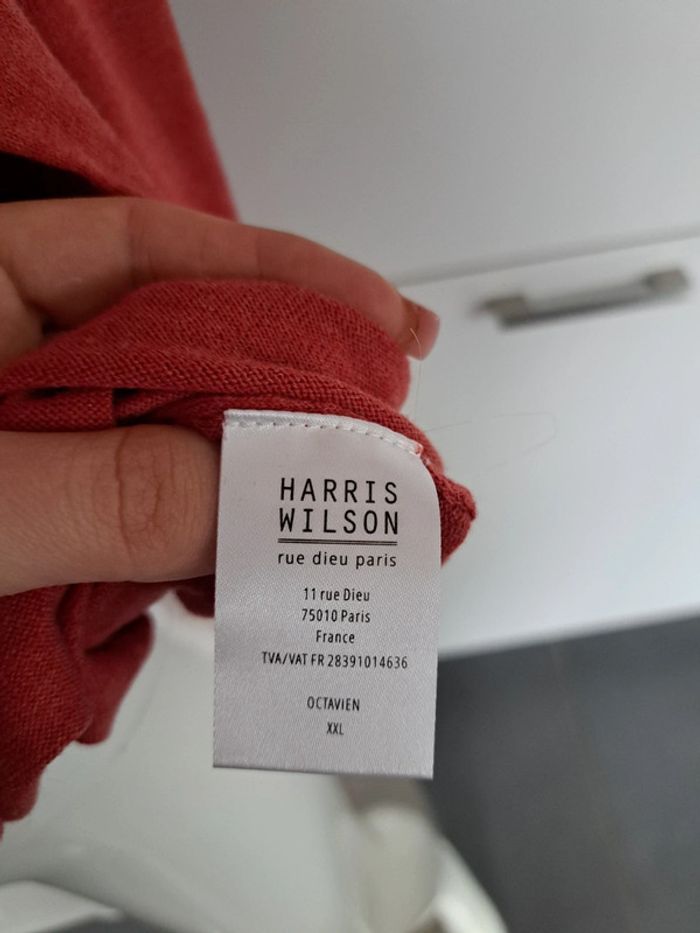 HARRIS
WILSON
rue dieu paris
11 rue Dieu
75010 Paris
France
TVA/VAT FR 28391014636
OCTAVIEN
XXL